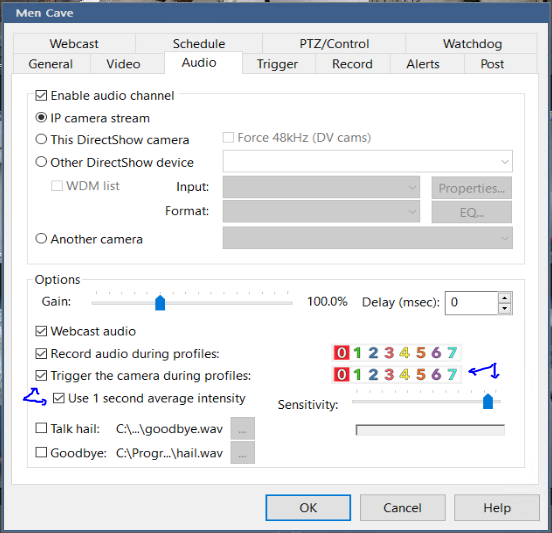 Men Cave
Webcast Schedule PTZ/Control Watchdog
General Video Audio Trigger Record Alerts Post
Enable audio channel
IP camera stream
This DirectShow camera Force 48kHz (DV cams)
Other DirectShow device
WDM list Input: Properties...
Format: EQ...
Another camera
Options
Gain: 100.0% Delay (msec): 0
Webcast audio
Record audio during profiles: 0 1 2 3 4 5 6 7
Trigger the camera during profiles: 0 1 2 3 4 5 6 7
Use 1 second average intensity Sensitivity:
Talk hail: C:\...\goodbye.wav ...
Goodbye: C:\Progr...\hail.wav ...
OK Cancel Help